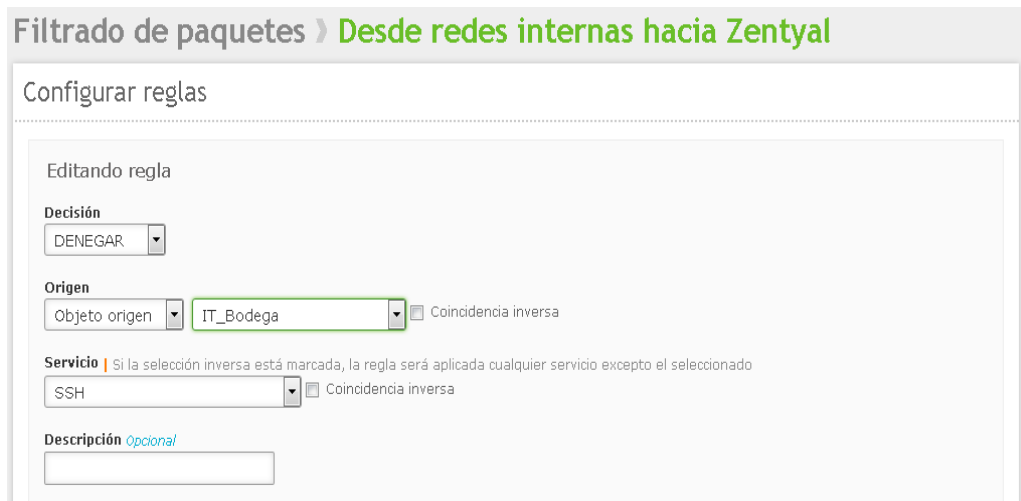 Filtrado de paquetes › Desde redes internas hacia Zentyal
Configurar reglas
Editando regla
Decisión
DENEGAR
Origen
Objeto origen IT_Bodega Coincidencia inversa
Servicio | Si la selección inversa está marcada, la regla será aplicada cualquier servicio excepto el seleccionado
SSH Coincidencia inversa
Descripción Opcional